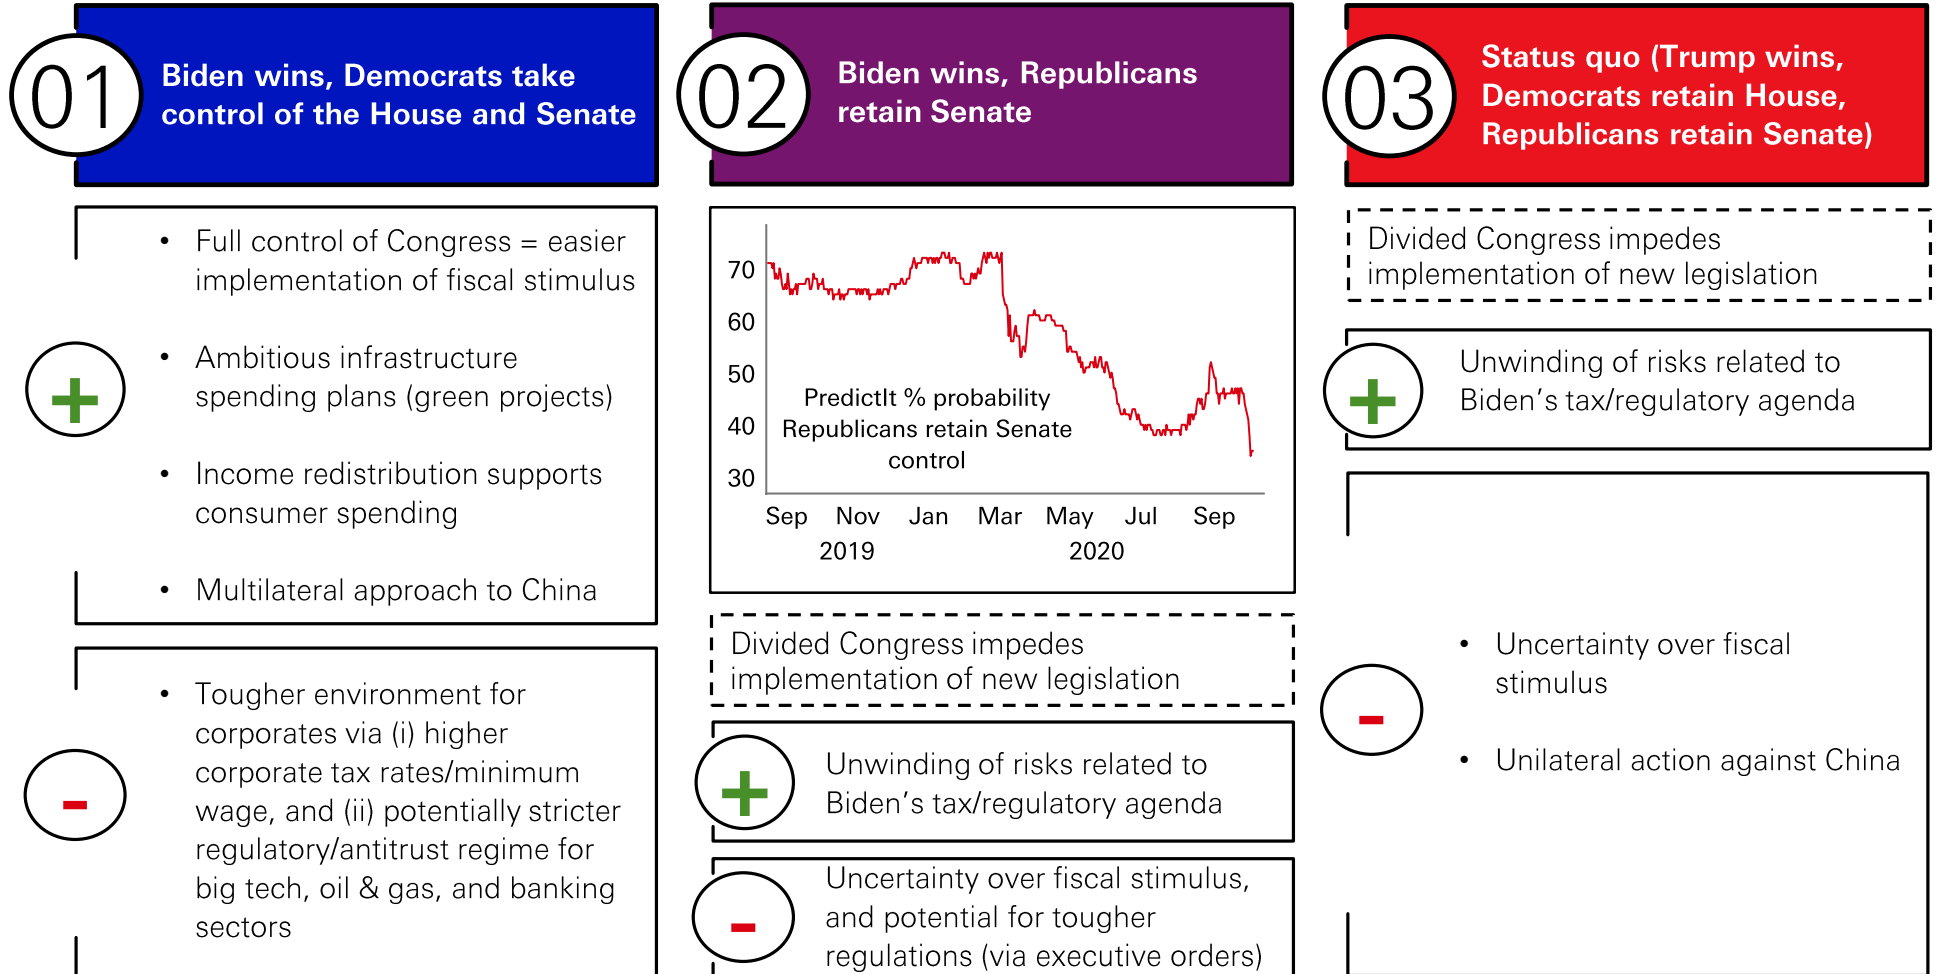 01
Biden wins, Democrats take
control of the House and Senate
• Full control of Congress = easier
implementation of fiscal stimulus
• Ambitious infrastructure
spending plans (green projects)
• Income redistribution supports
consumer spending
• Multilateral approach to China
+
• Tougher environment for
corporates via (i) higher
corporate tax rates/minimum
wage, and (ii) potentially stricter
regulatory/antitrust regime for
big tech, oil & gas, and banking
sectors
-
02
Biden wins, Republicans
retain Senate
70
60
50
40
30
PredictIt % probability
Republicans retain Senate
control
Sep Nov Jan Mar May Jul Sep
2019 2020
Divided Congress impedes
implementation of new legislation
+
Unwinding of risks related to
Biden’s tax/regulatory agenda
-
Uncertainty over fiscal stimulus,
and potential for tougher
regulations (via executive orders)
03
Status quo (Trump wins,
Democrats retain House,
Republicans retain Senate)
Divided Congress impedes
implementation of new legislation
+
Unwinding of risks related to
Biden’s tax/regulatory agenda
-
• Uncertainty over fiscal
stimulus
• Unilateral action against China